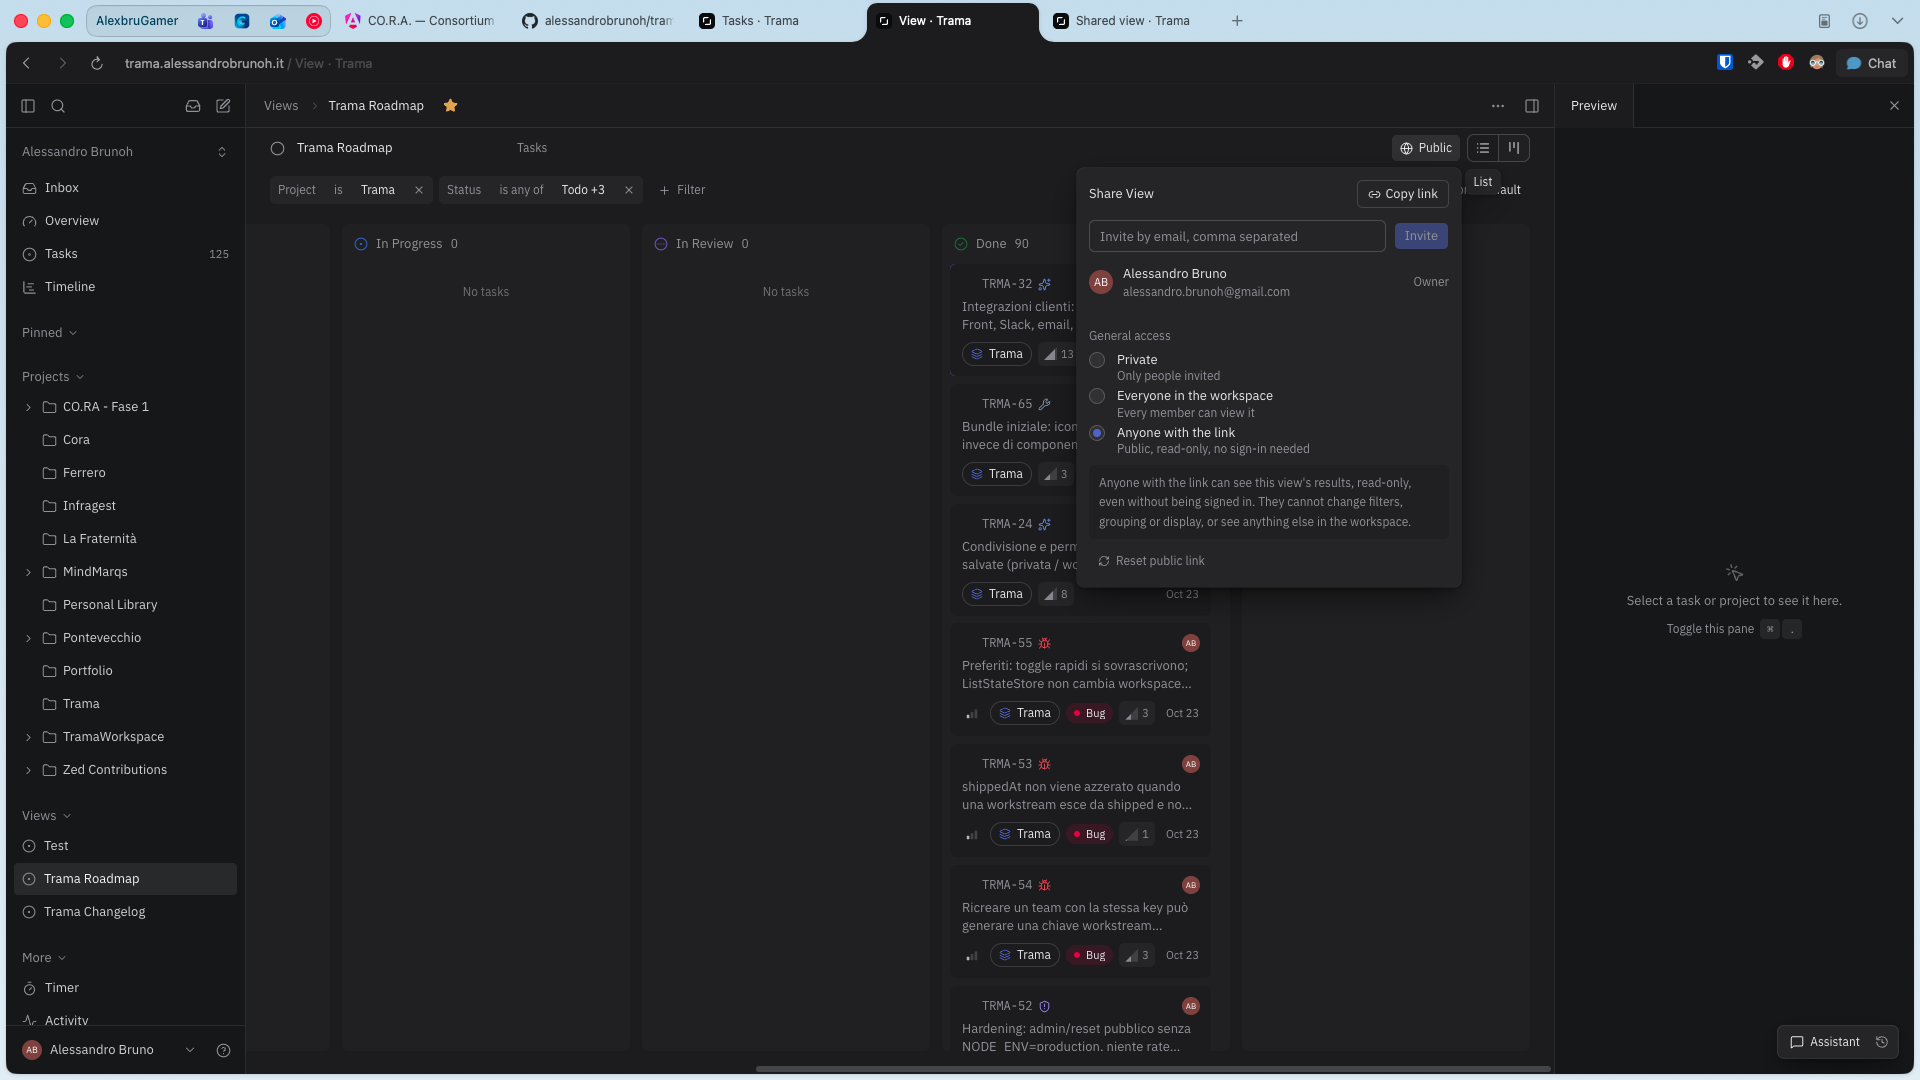 AlexbruGamer
CO.R.A. — Consortium
alessandrobrunoh/tram
Tasks · Trama
View · Trama
Shared view · Trama
trama.alessandrobrunoh.it / View · Trama
Chat
Views
Trama Roadmap
Preview
Alessandro Brunoh
Inbox
Overview
Tasks 125
Timeline
Pinned
Projects
CO.RA - Fase 1
Cora
Ferrero
Infragest
La Fraternità
MindMarqs
Personal Library
Pontevecchio
Portfolio
Trama
TramaWorkspace
Zed Contributions
Views
Test
Trama Roadmap
Trama Changelog
More
Timer
Activity
AB Alessandro Bruno
Trama Roadmap
Tasks
Public
Project is Trama
Status is any of Todo +3
Filter
List
ault
In Progress 0
No tasks
In Review 0
No tasks
Done 90
TRMA-32
Integrazioni clienti:
Front, Slack, email,
Trama 13
TRMA-65
Bundle iniziale: icon
invece di componen
Trama 3
TRMA-24
Condivisione e perm
salvate (privata / wo
Trama 8 Oct 23
TRMA-55 AB
Preferiti: toggle rapidi si sovrascrivono;
ListStateStore non cambia workspace...
Trama Bug 3 Oct 23
TRMA-53 AB
shippedAt non viene azzerato quando
una workstream esce da shipped e no...
Trama Bug 1 Oct 23
TRMA-54 AB
Ricreare un team con la stessa key può
generare una chiave workstream...
Trama Bug 3 Oct 23
TRMA-52 AB
Hardening: admin/reset pubblico senza
NODE_ENV=production, niente rate...
Share View
Copy link
Invite by email, comma separated
Invite
AB
Alessandro Bruno
alessandro.brunoh@gmail.com
Owner
General access
Private
Only people invited
Everyone in the workspace
Every member can view it
Anyone with the link
Public, read-only, no sign-in needed
Anyone with the link can see this view's results, read-only,
even without being signed in. They cannot change filters,
grouping or display, or see anything else in the workspace.
Reset public link
Select a task or project to see it here.
Toggle this pane ⌘ .
Assistant